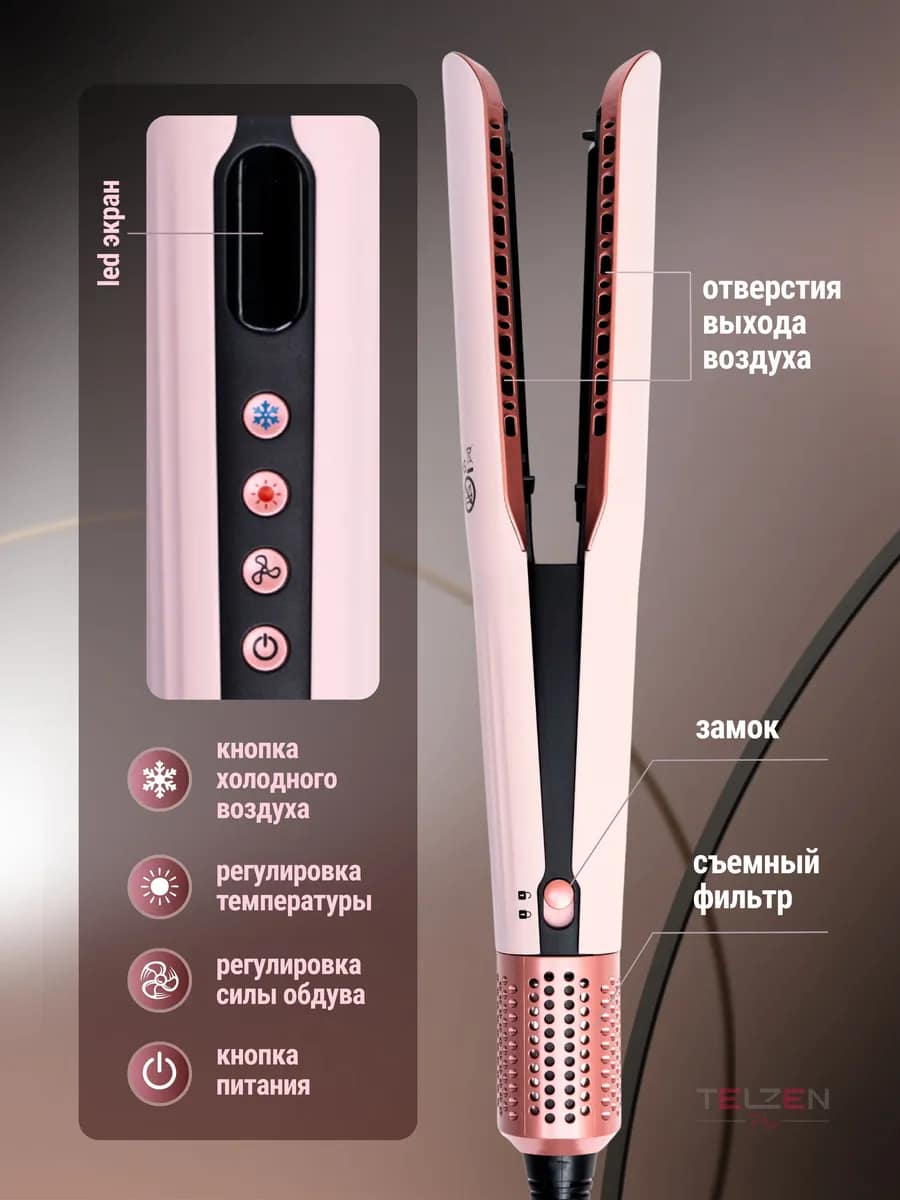 led экран
отверстия
выхода
воздуха
замок
съемный
фильтр
кнопка
холодного
воздуха
регулировка
температуры
регулировка
силы обдува
кнопка
питания
TELZEN